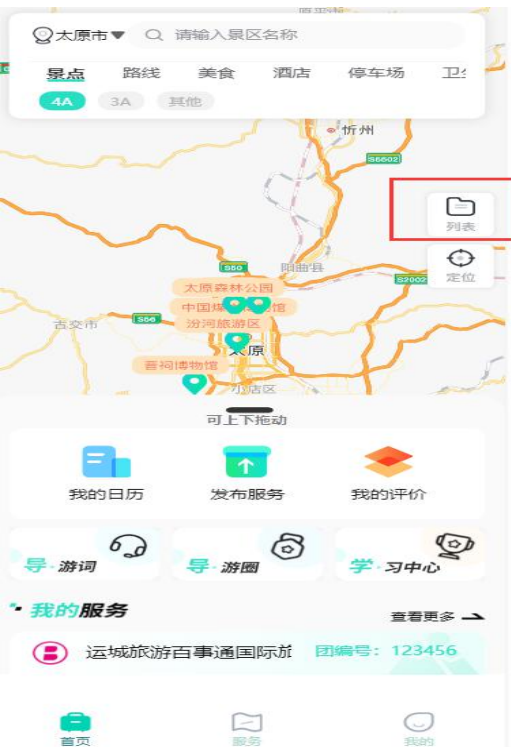 太原市▼ 请输入景区名称
景点 路线 美食 酒店 停车场
4A 3A 其他
忻州
S6602
列表
定位
S50 阳曲县
S2002
太原森林公园
中国煤
馆
古交市 S56 汾河旅游区
太原
晋祠博物馆
小店区
可上下拖动
我的日历 发布服务 我的评价
导·游词 导·游圈 学·习中心
我的服务 查看更多
运城旅游百事通国际旅 团编号：123456
首页 服务 我的